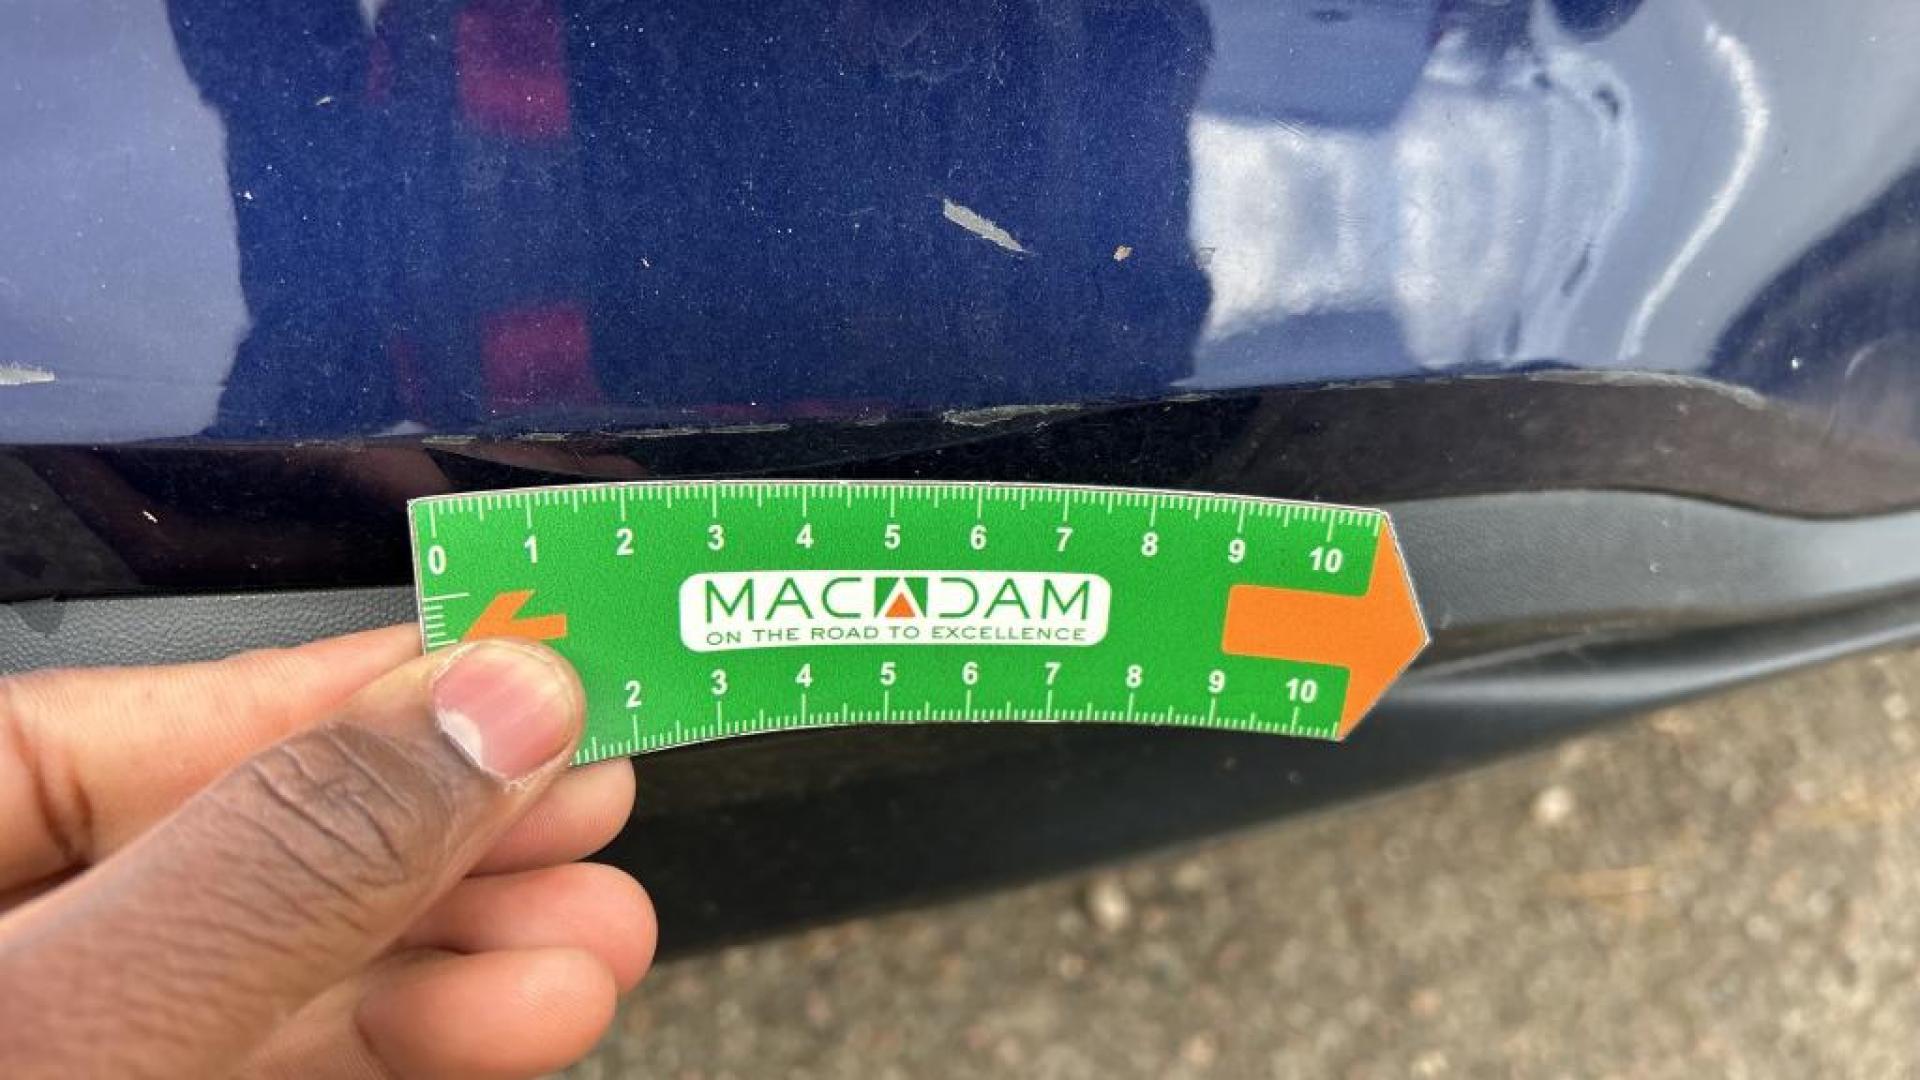 0 1 2 3 4 5 6 7 8 9 10
MACADAM
ON THE ROAD TO EXCELLENCE
2 3 4 5 6 7 8 9 10